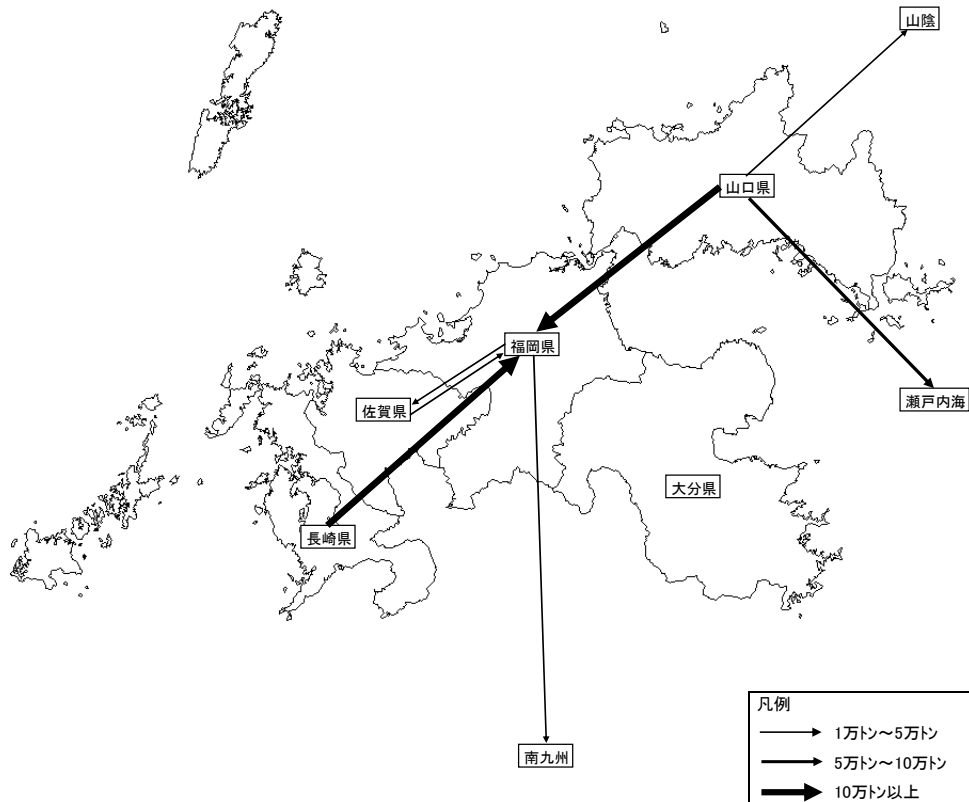 山陰
山口県
福岡県
佐賀県
瀬戸内海
大分県
長崎県
南九州
凡例
1万トン～5万トン
5万トン～10万トン
10万トン以上